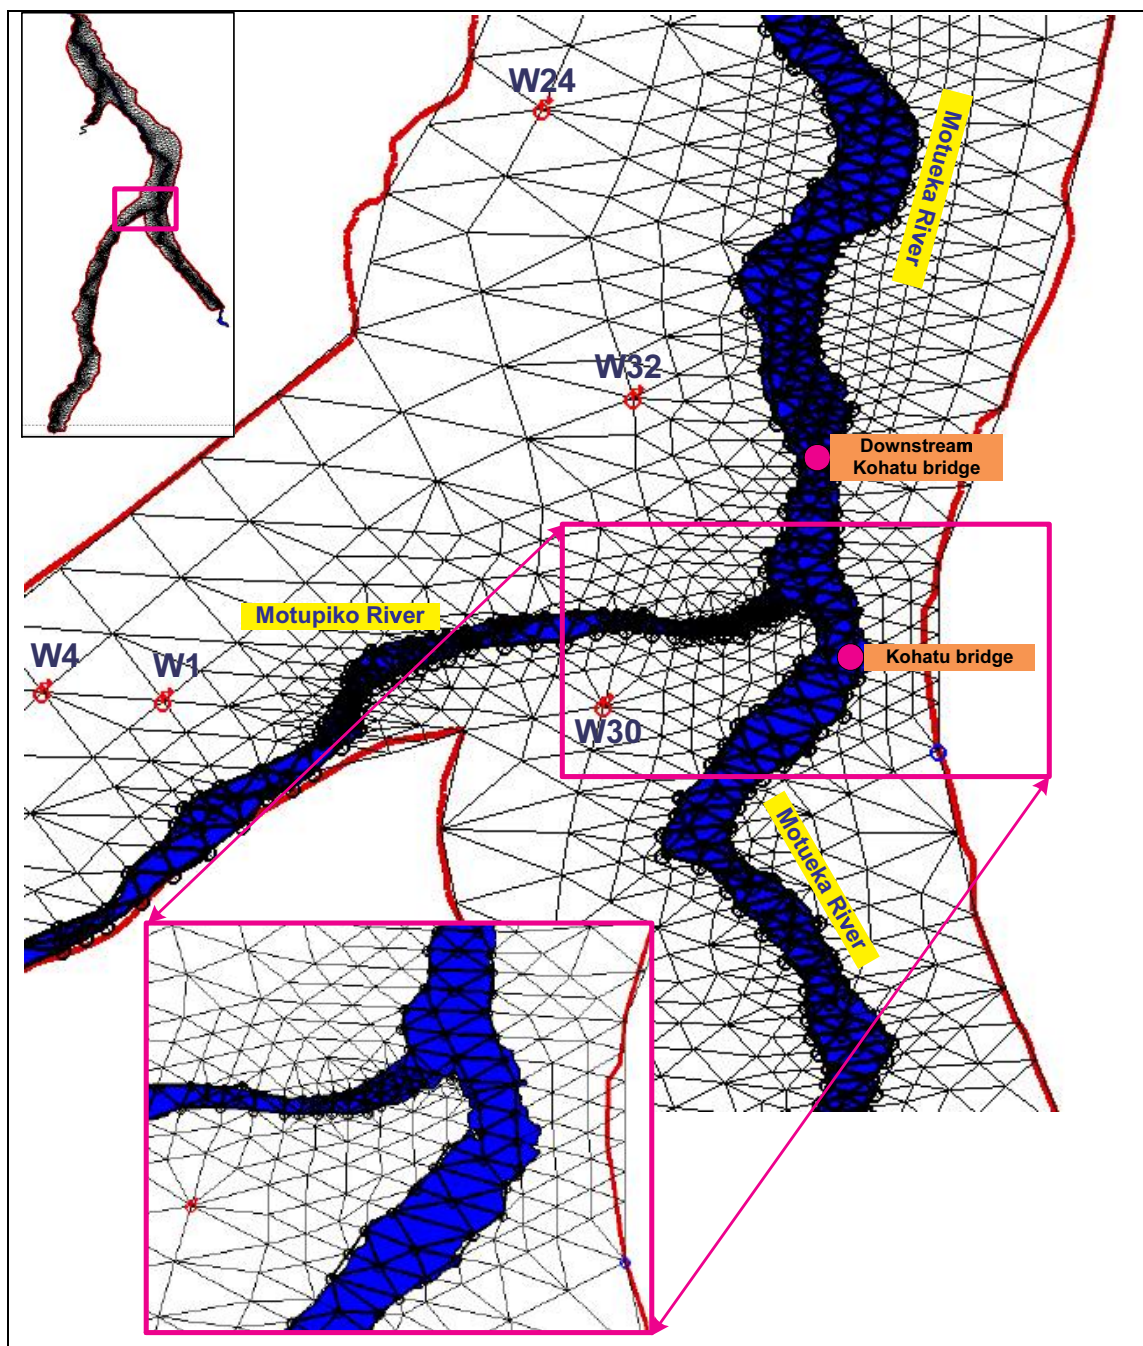 W24
Motueka River
W32
Downstream
Kohatu bridge
Motupiko River
W4
W1
Kohatu bridge
W30
Motueka River